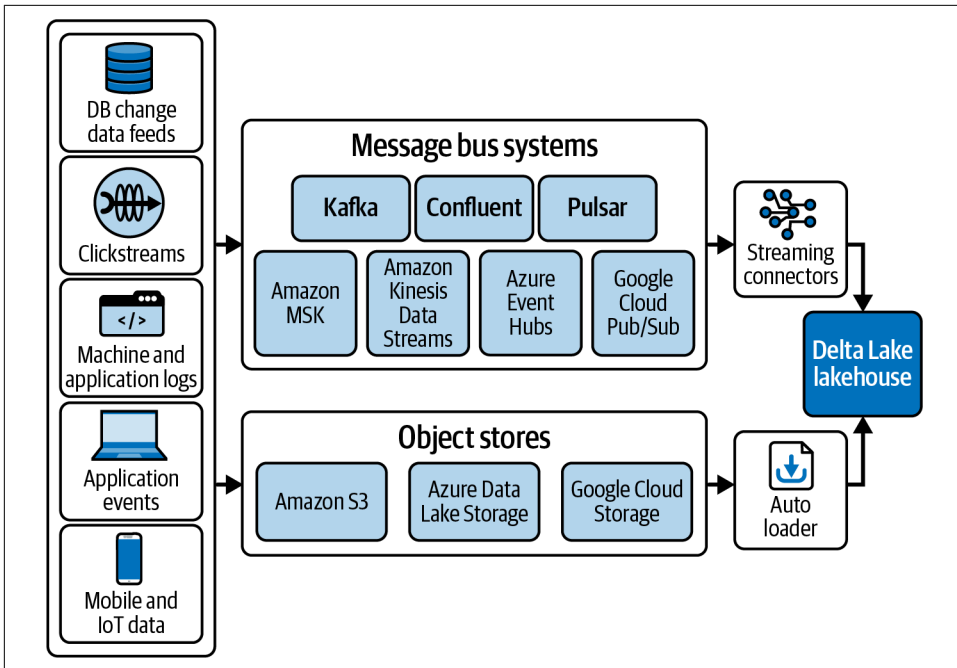 DB change
data feeds
Clickstreams
</>
Machine and
application logs
Application
events
Mobile and
IoT data
Message bus systems
Kafka
Confluent
Pulsar
Amazon
MSK
Amazon
Kinesis
Data
Streams
Azure
Event
Hubs
Google
Cloud
Pub/Sub
Object stores
Amazon S3
Azure Data
Lake Storage
Google Cloud
Storage
Streaming
connectors
Auto
loader
Delta Lake
lakehouse